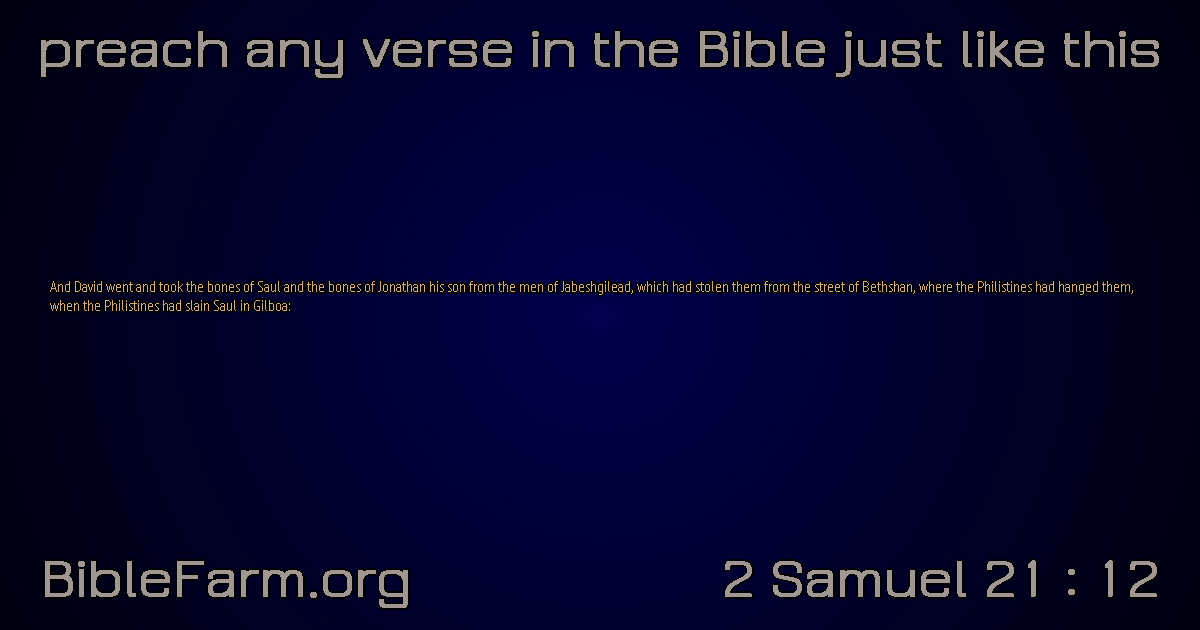 preach any verse in the Bible just like this
And David went and took the bones of Saul and the bones of Jonathan his son from the men of Jabeshgilead, which had stolen them from the street of Bethshan, where the Philistines had hanged them,
when the Philistines had slain Saul in Gilboa:
BibleFarm.org
2 Samuel 21 : 12